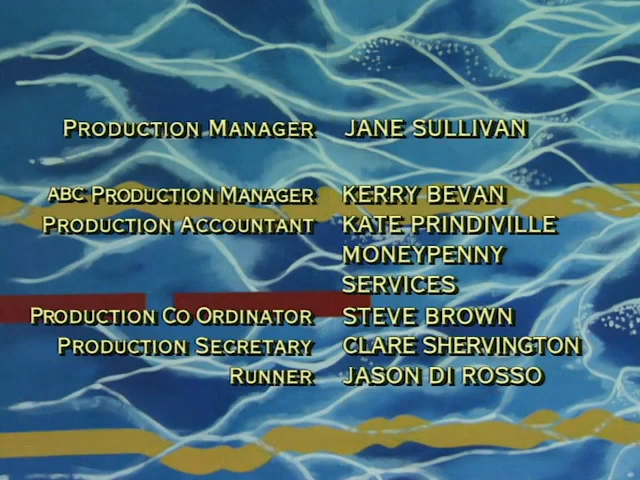 Production Manager JANE SULLIVAN
ABC Production Manager KERRY BEVAN
Production Accountant KATE PRINDIVILLE
MONEYPENNY
SERVICES
Production Co Ordinator STEVE BROWN
Production Secretary CLARE SHERVINGTON
Runner JASON DI ROSSO